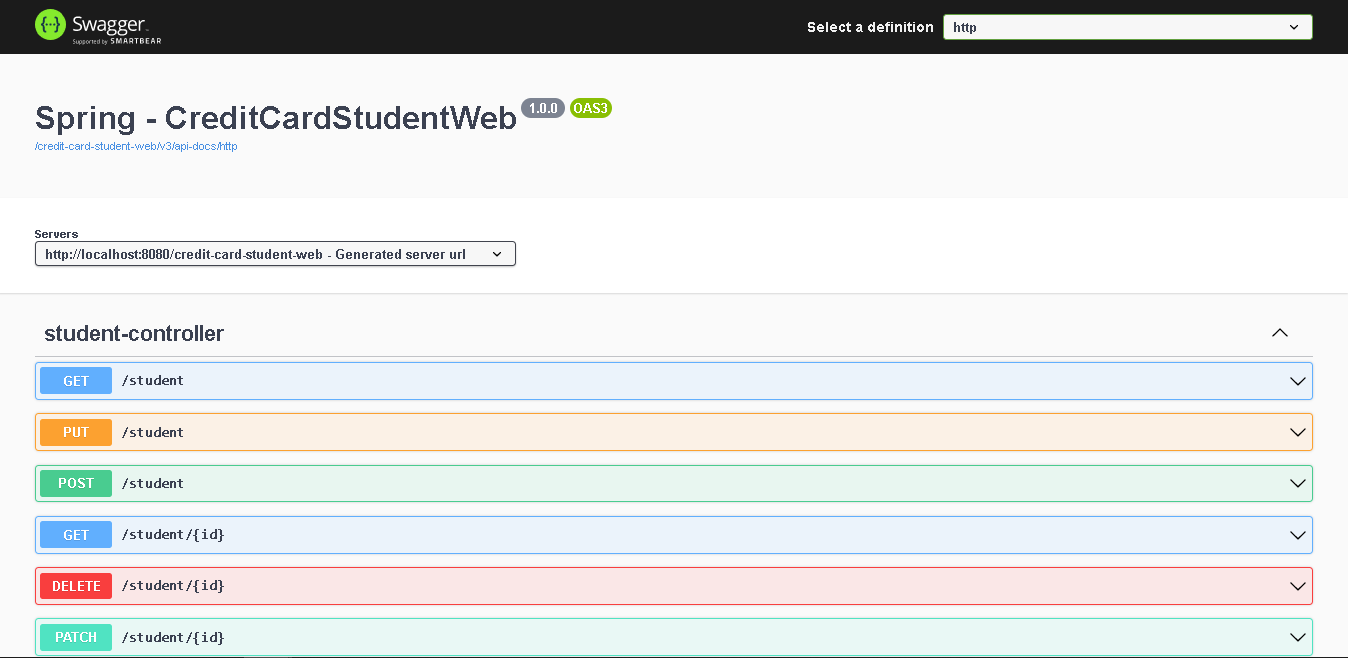 Swagger
Supported by SMARTBEAR
Select a definition
http
Spring - CreditCardStudentWeb 1.0.0 OAS3
/credit-card-student-web/v3/api-docs/http
Servers
http://localhost:8080/credit-card-student-web - Generated server url
student-controller
GET /student
PUT /student
POST /student
GET /student/{id}
DELETE /student/{id}
PATCH /student/{id}